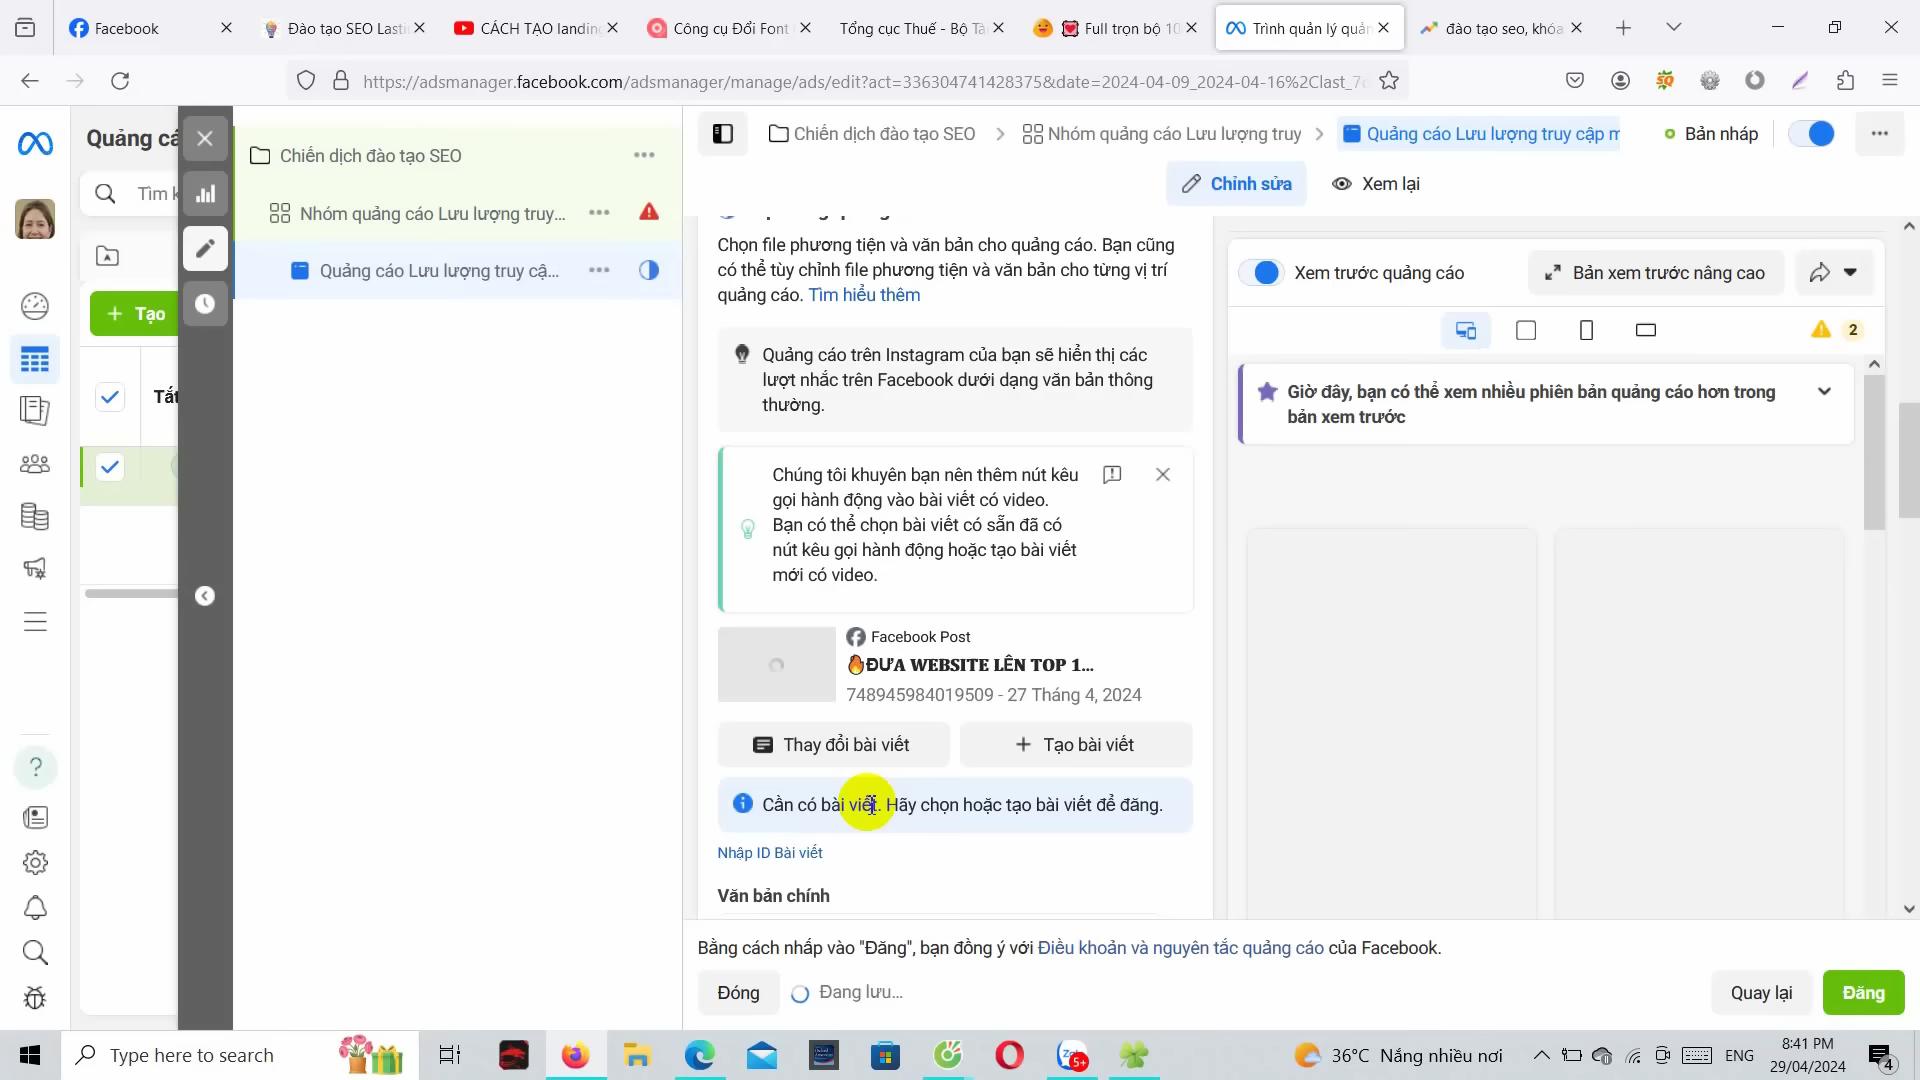 Facebook
Đào tạo SEO Lasti
CÁCH TẠO landing
Công cụ Đổi Font
Tổng cục Thuế - Bộ Tà
Full trọn bộ 10
Trình quản lý quản
đào tạo seo, khóa
https://adsmanager.facebook.com/adsmanager/manage/ads/edit?act=336304741428375&date=2024-04-09_2024-04-16%2Clast_7
Quảng cá
Tìm k
Tạo
Tắt
Chiến dịch đào tạo SEO
Nhóm quảng cáo Lưu lượng truy...
Quảng cáo Lưu lượng truy cậ...
Chiến dịch đào tạo SEO
Nhóm quảng cáo Lưu lượng truy
Quảng cáo Lưu lượng truy cập m
Bản nháp
Chỉnh sửa
Xem lại
Chọn file phương tiện và văn bản cho quảng cáo. Bạn cũng
có thể tùy chỉnh file phương tiện và văn bản cho từng vị trí
quảng cáo. Tìm hiểu thêm
Quảng cáo trên Instagram của bạn sẽ hiển thị các
lượt nhắc trên Facebook dưới dạng văn bản thông
thường.
Chúng tôi khuyên bạn nên thêm nút kêu
gọi hành động vào bài viết có video.
Bạn có thể chọn bài viết có sẵn đã có
nút kêu gọi hành động hoặc tạo bài viết
mới có video.
Facebook Post
🔥ĐƯA WEBSITE LÊN TOP 1...
748945984019509 - 27 Tháng 4, 2024
Thay đổi bài viết
Tạo bài viết
Cần có bài viết. Hãy chọn hoặc tạo bài viết để đăng.
Nhập ID Bài viết
Văn bản chính
Xem trước quảng cáo
Bản xem trước nâng cao
2
Giờ đây, bạn có thể xem nhiều phiên bản quảng cáo hơn trong
bản xem trước
Bằng cách nhấp vào "Đăng", bạn đồng ý với Điều khoản và nguyên tắc quảng cáo của Facebook.
Đóng
Đang lưu...
Quay lại
Đăng
Type here to search
5+
36°C Nắng nhiều nơi
ENG
8:41 PM
29/04/2024
4